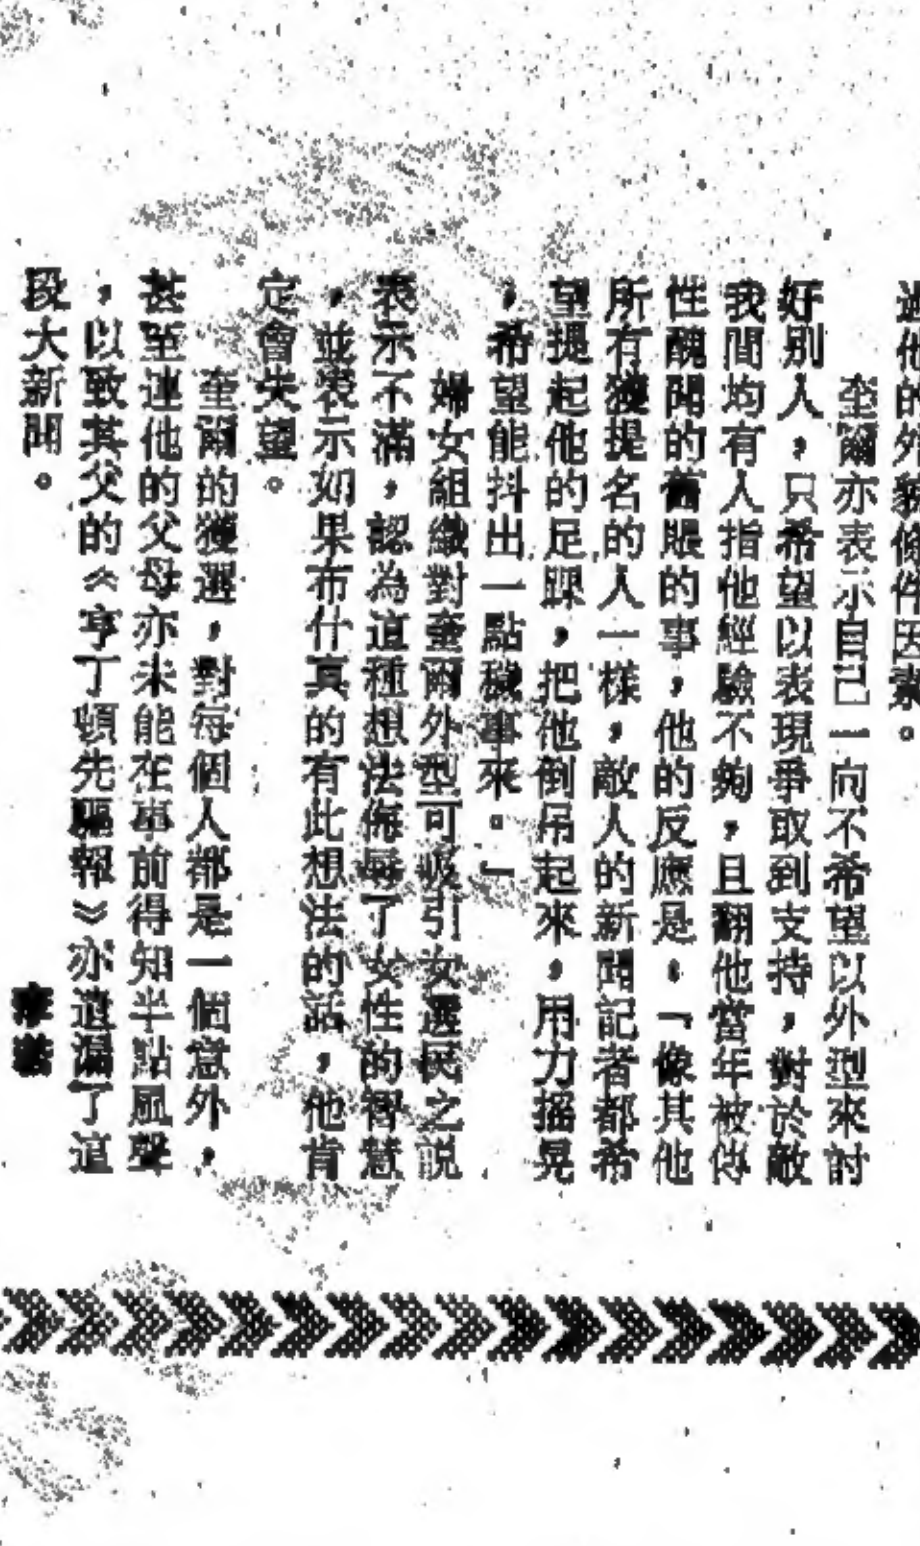 過他的外貌條件因素。
奎爾亦表示自己一向不希望以外型來討
好別人，只希望以表現爭取到支持，對於敵
我間均有人指他經驗不夠，且翻他當年被傳
性醜聞的舊賬的事，他的反應是：「像其他
所有獲提名的人一樣，敵人的新聞記者都希
望提起他的足踝，把他倒吊起來，用力搖晃
，希望能抖出一點穢事來。」
婦女組織對奎爾外型可吸引女選民之説
表示不滿，認為這種想法侮辱了女性的智慧
，並表示如果布什真的有此想法的話，他肯
定會失望。
奎爾的獲選，對每個人都是一個意外，
甚至連他的父母亦未能在事前得知半點風聲
，以致其父的《亨丁頓先驅報》亦遺漏了這
段大新聞。